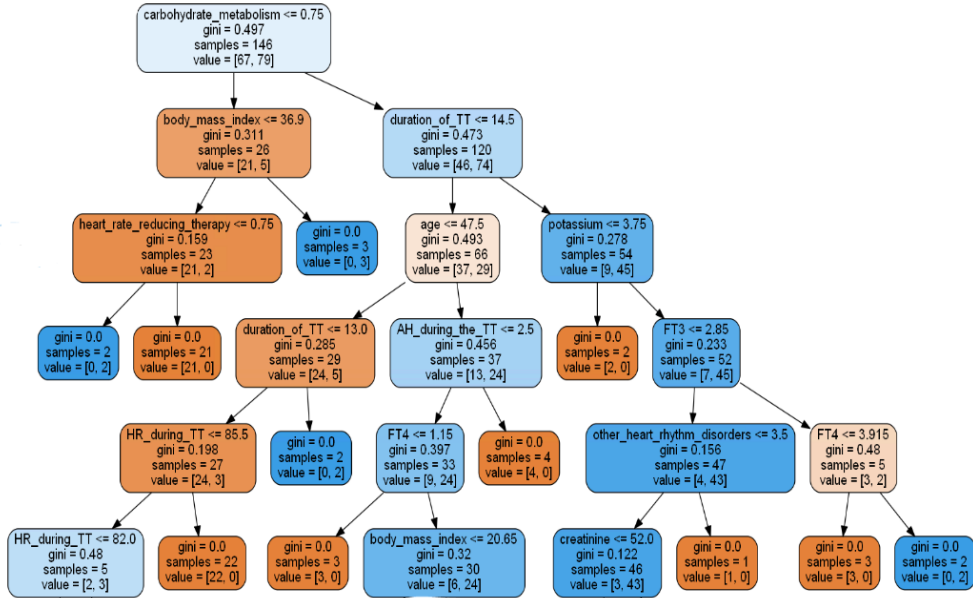 carbohydrate_metabolism <= 0.75
gini = 0.497
samples = 146
value = [67, 79]
body_mass_index <= 36.9
gini = 0.311
samples = 26
value = [21, 5]
duration_of_TT <= 14.5
gini = 0.473
samples = 120
value = [46, 74]
heart_rate_reducing_therapy <= 0.75
gini = 0.159
samples = 23
value = [21, 2]
gini = 0.0
samples = 3
value = [0, 3]
age <= 47.5
gini = 0.493
samples = 66
value = [37, 29]
potassium <= 3.75
gini = 0.278
samples = 54
value = [9, 45]
gini = 0.0
samples = 2
value = [0, 2]
gini = 0.0
samples = 21
value = [21, 0]
duration_of_TT <= 13.0
gini = 0.285
samples = 29
value = [24, 5]
AH_during_the_TT <= 2.5
gini = 0.456
samples = 37
value = [13, 24]
gini = 0.0
samples = 2
value = [2, 0]
FT3 <= 2.85
gini = 0.233
samples = 52
value = [7, 45]
HR_during_TT <= 85.5
gini = 0.198
samples = 27
value = [24, 3]
gini = 0.0
samples = 2
value = [0, 2]
FT4 <= 1.15
gini = 0.397
samples = 33
value = [9, 24]
gini = 0.0
samples = 4
value = [4, 0]
other_heart_rhythm_disorders <= 3.5
gini = 0.156
samples = 47
value = [4, 43]
FT4 <= 3.915
gini = 0.48
samples = 5
value = [3, 2]
HR_during_TT <= 82.0
gini = 0.48
samples = 5
value = [2, 3]
gini = 0.0
samples = 22
value = [22, 0]
gini = 0.0
samples = 3
value = [3, 0]
body_mass_index <= 20.65
gini = 0.32
samples = 30
value = [6, 24]
creatinine <= 52.0
gini = 0.122
samples = 46
value = [3, 43]
gini = 0.0
samples = 1
value = [1, 0]
gini = 0.0
samples = 3
value = [3, 0]
gini = 0.0
samples = 2
value = [0, 2]